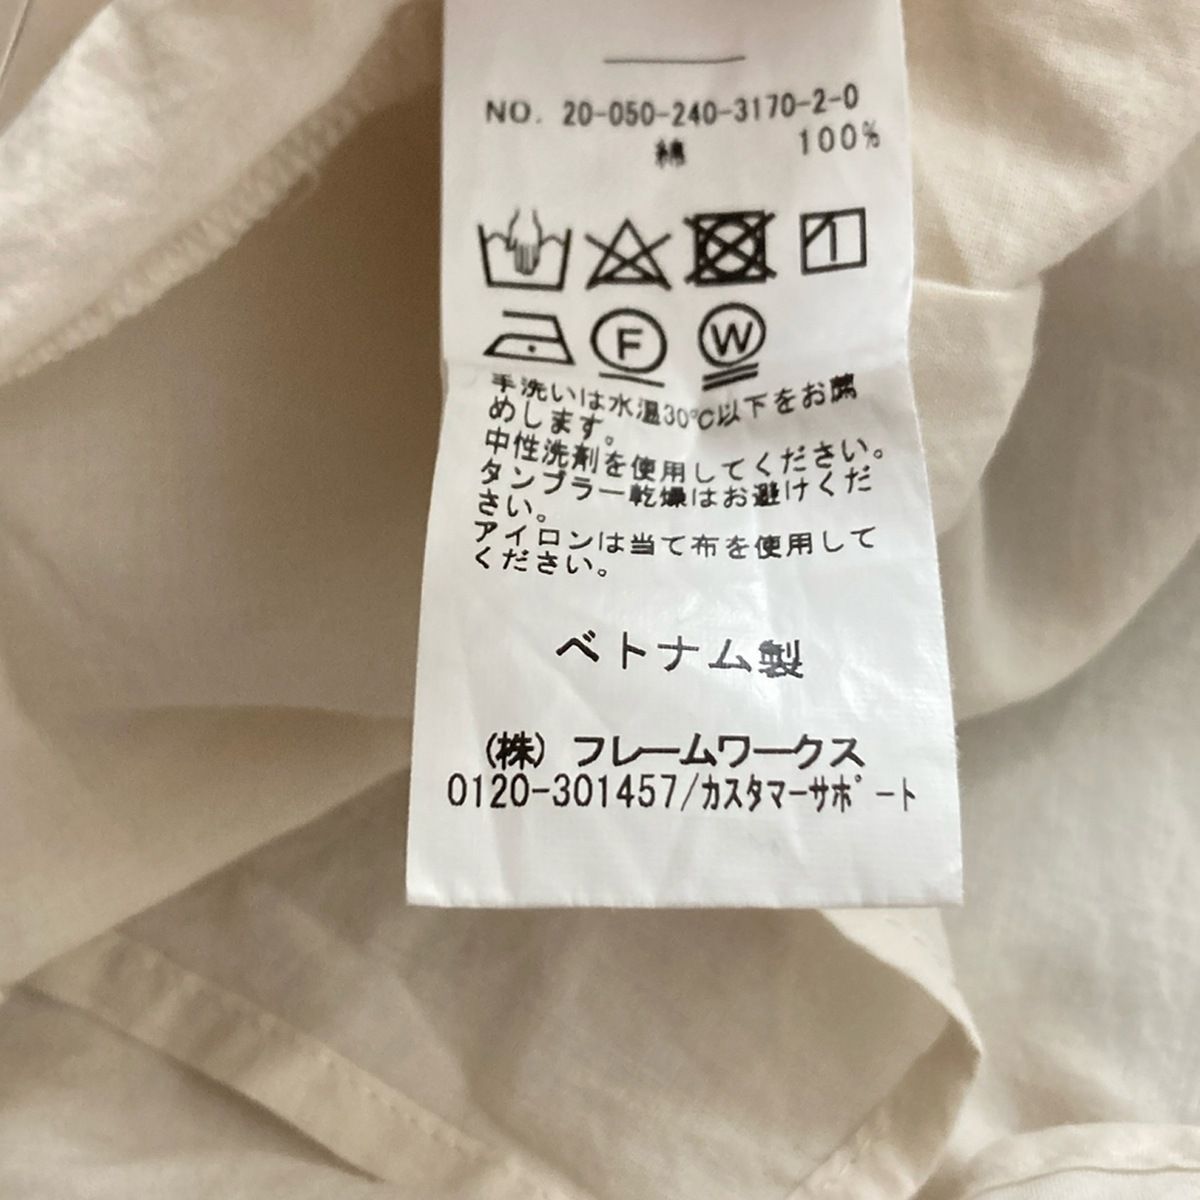 NO. 20-050-240-3170-2-0
綿 100%
F W
手洗いは水温30℃以下をお薦
めします。
中性洗剤を使用してください。
タンブラー乾燥はお避けくだ
さい。
アイロンは当て布を使用して
ください。
ベトナム製
(株) フレームワークス
0120-301457/カスタマーサポート